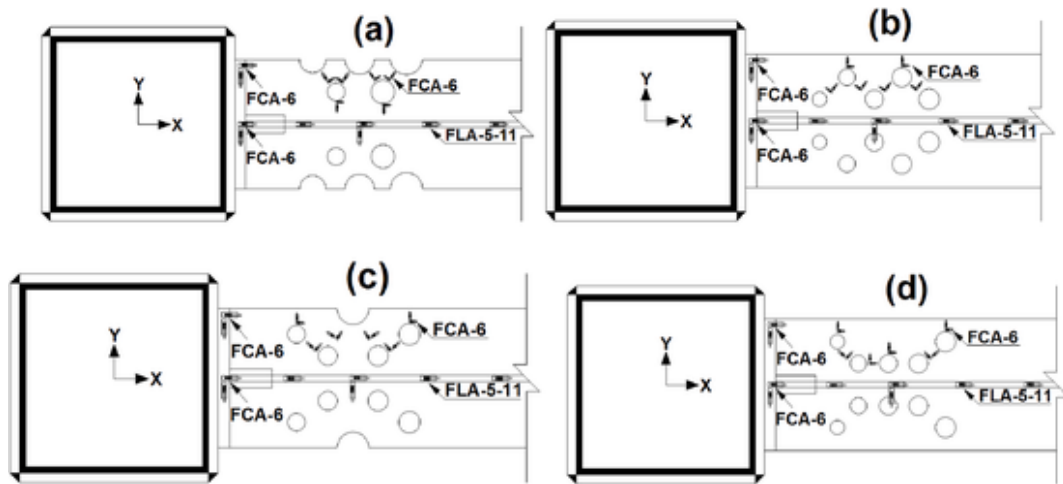 (a)
Y
X
FCA-6
FCA-6
FCA-6
FLA-5-11
(b)
Y
X
FCA-6
FCA-6
FCA-6
FLA-5-11
(c)
Y
X
FCA-6
FCA-6
FCA-6
FLA-5-11
(d)
Y
X
FCA-6
FCA-6
FCA-6
FLA-5-11